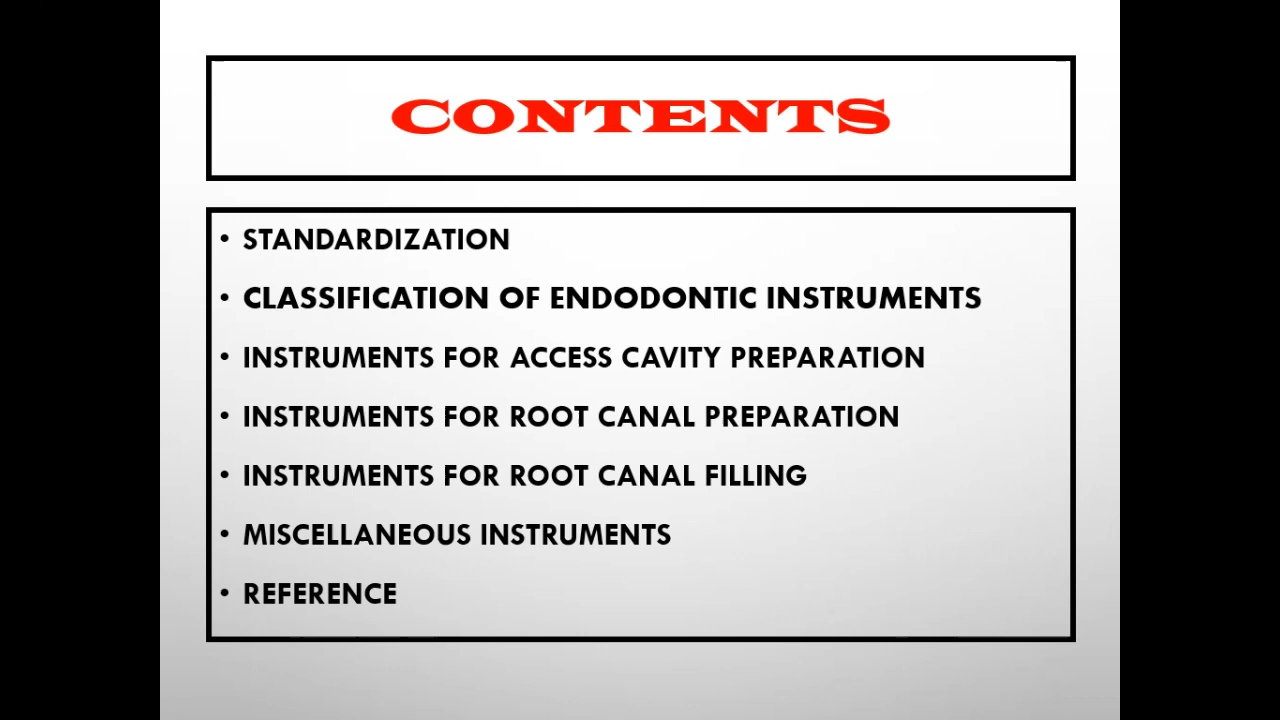 CONTENTS
• STANDARDIZATION
• CLASSIFICATION OF ENDODONTIC INSTRUMENTS
• INSTRUMENTS FOR ACCESS CAVITY PREPARATION
• INSTRUMENTS FOR ROOT CANAL PREPARATION
• INSTRUMENTS FOR ROOT CANAL FILLING
• MISCELLANEOUS INSTRUMENTS
• REFERENCE